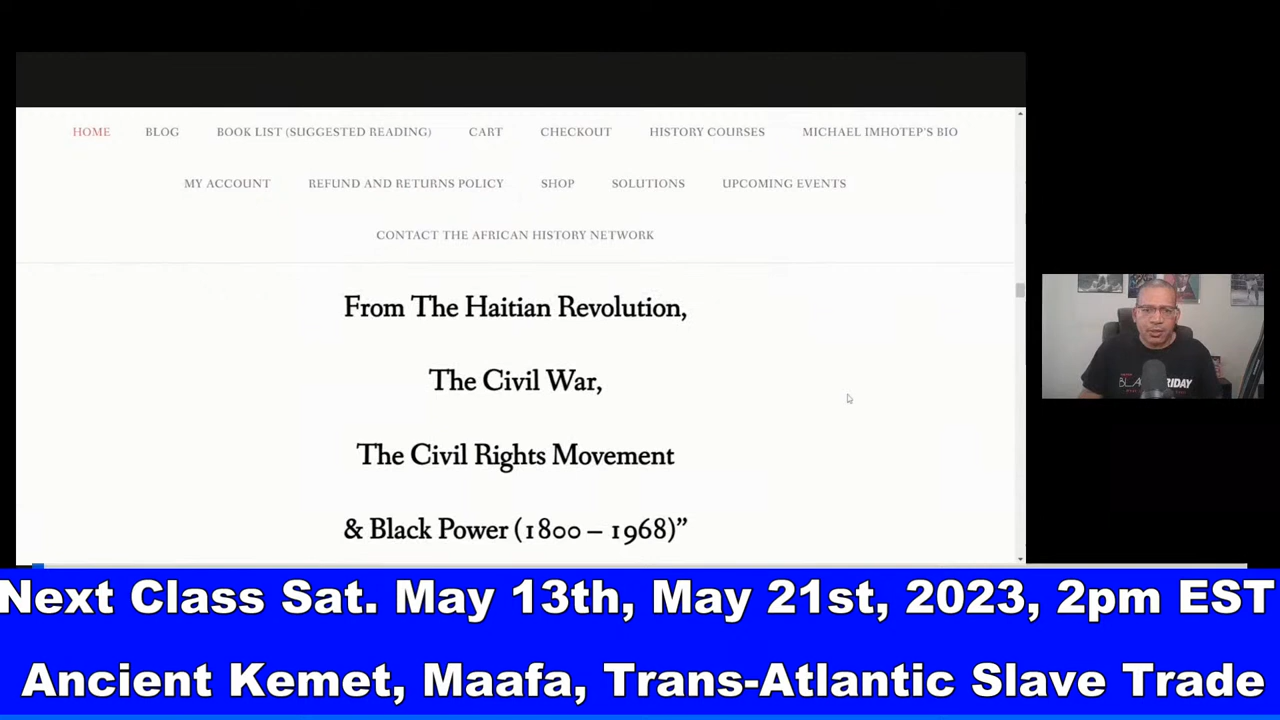 HOME BLOG BOOK LIST (SUGGESTED READING) CART CHECKOUT HISTORY COURSES MICHAEL IMHOTEP'S BIO
MY ACCOUNT REFUND AND RETURNS POLICY SHOP SOLUTIONS UPCOMING EVENTS
CONTACT THE AFRICAN HISTORY NETWORK
From The Haitian Revolution,
The Civil War,
The Civil Rights Movement
& Black Power (1800 – 1968)”
Next Class Sat. May 13th, May 21st, 2023, 2pm EST
Ancient Kemet, Maafa, Trans-Atlantic Slave Trade